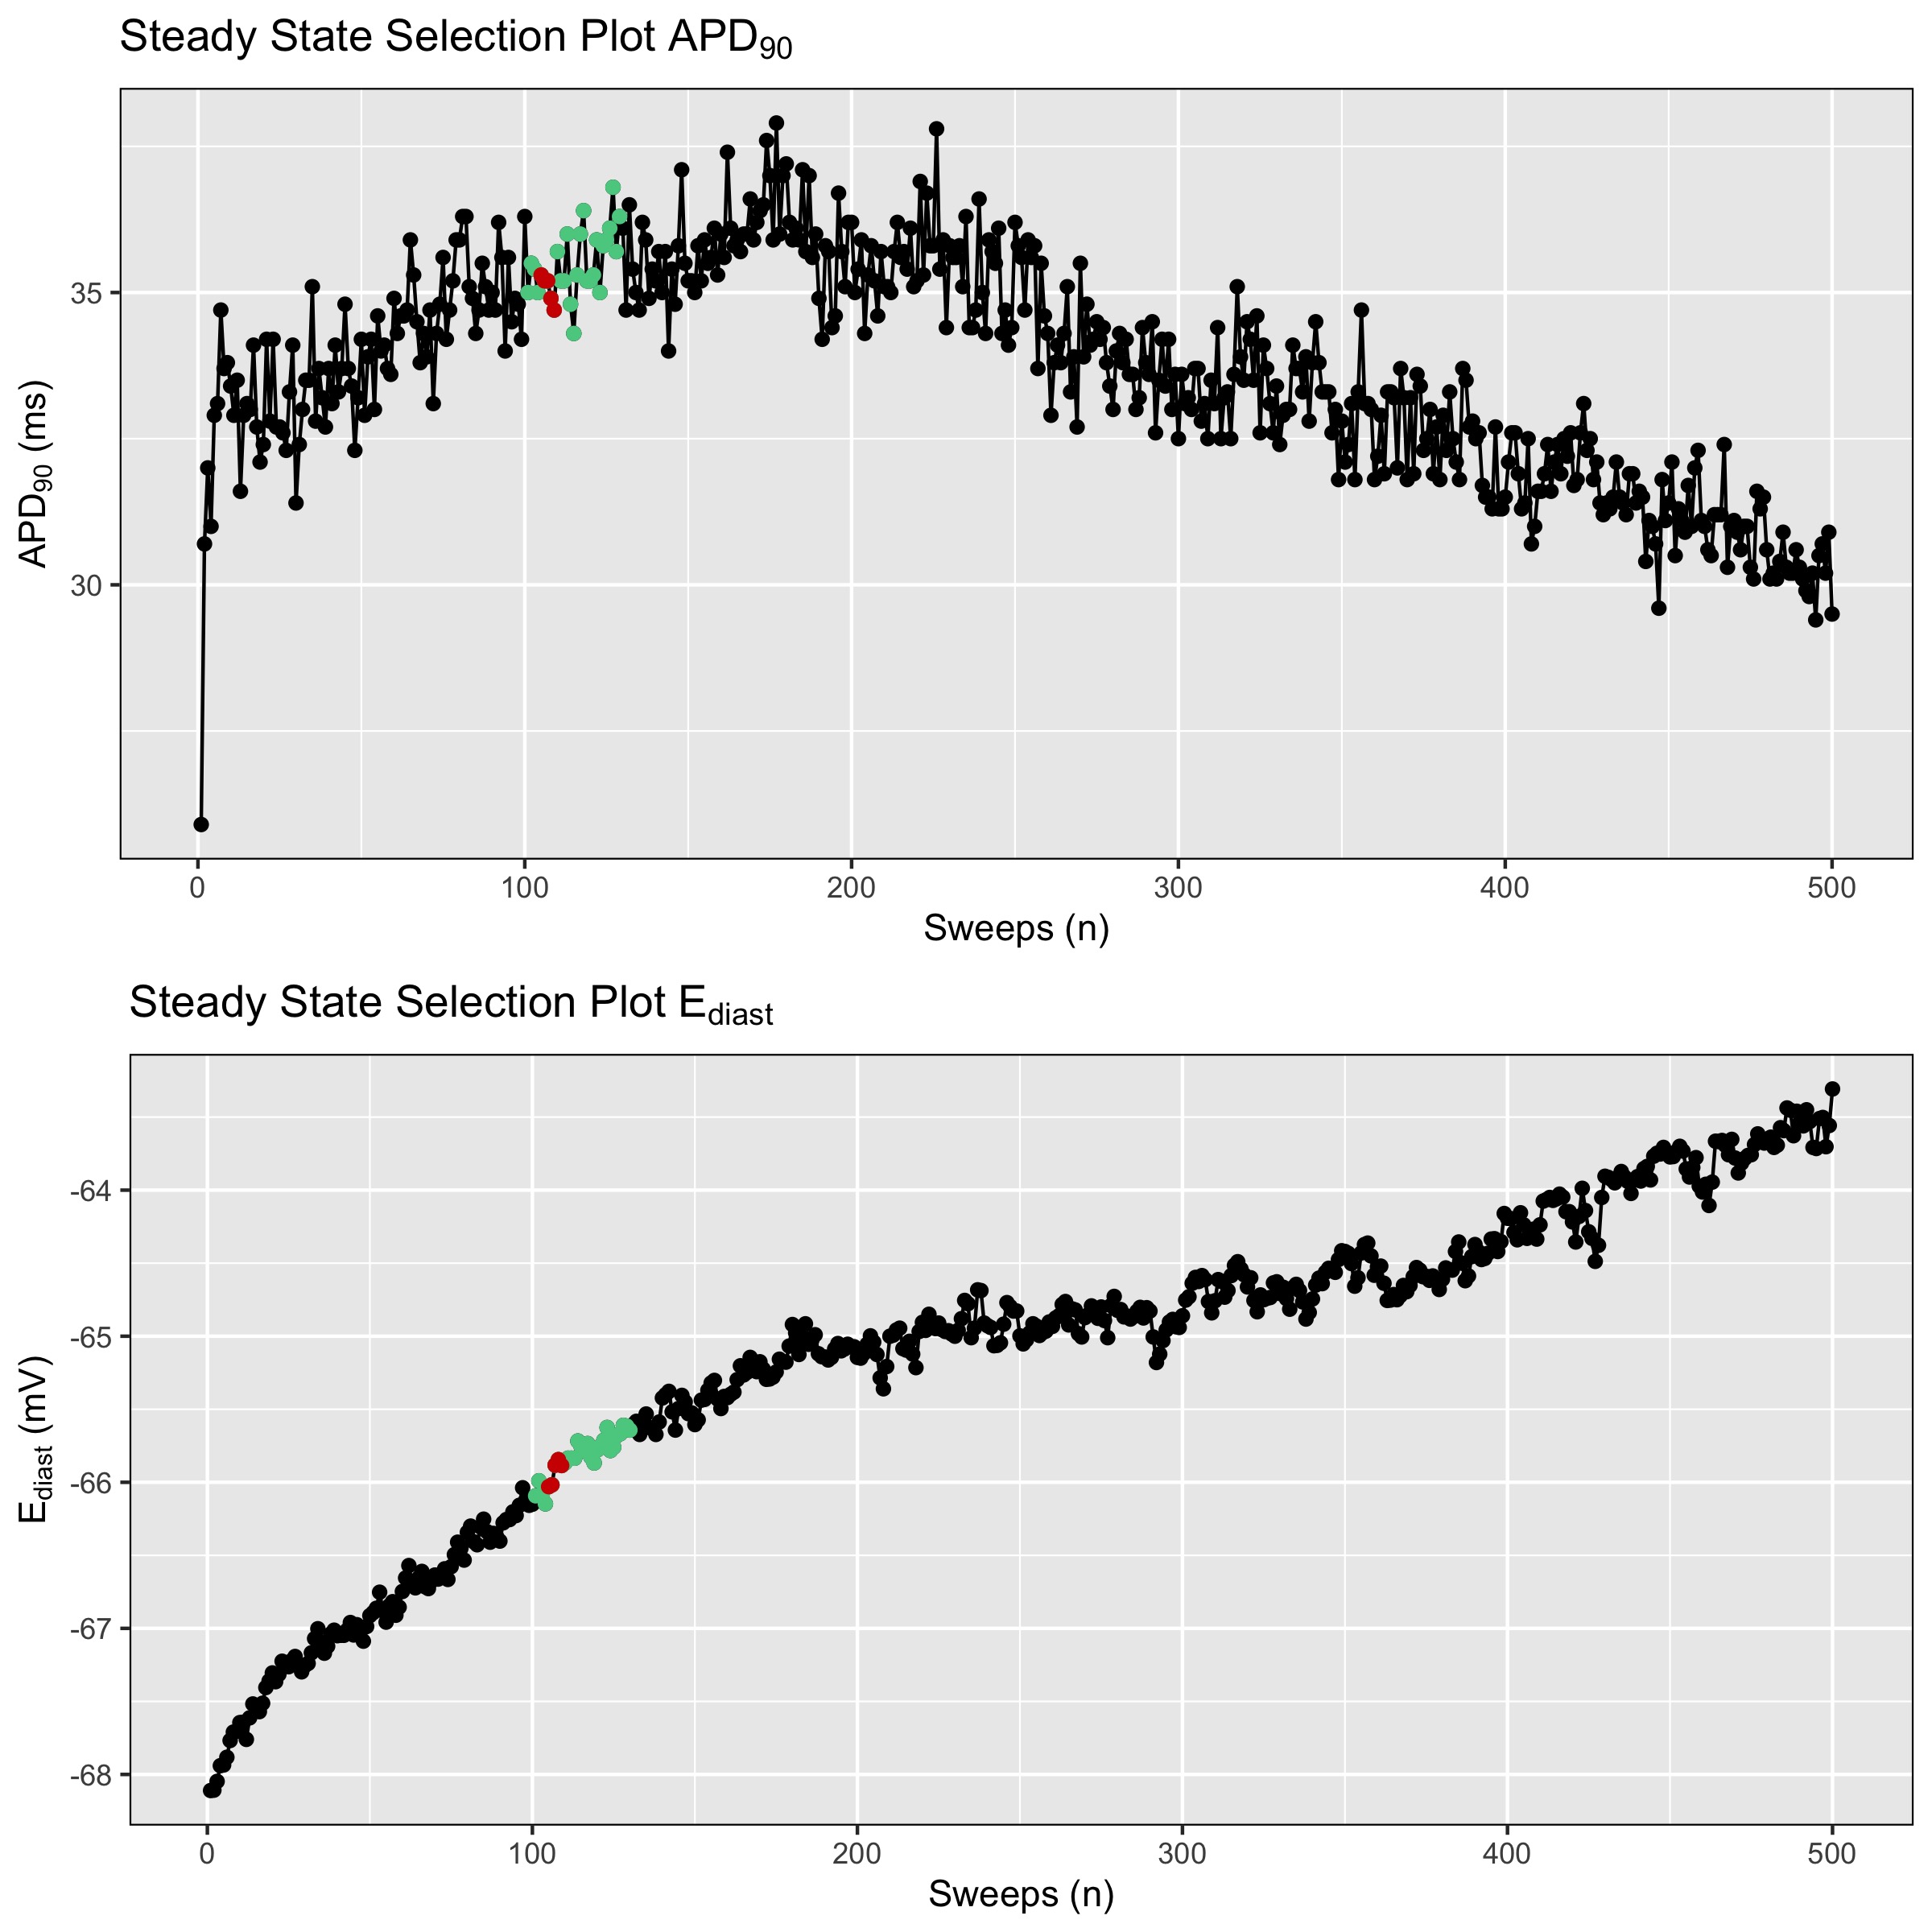 Steady State Selection Plot APD90
35
30
APD90 (ms)
0 100 200 300 400 500
Sweeps (n)
Steady State Selection Plot Ediast
-64
-65
-66
-67
-68
Ediast (mV)
0 100 200 300 400 500
Sweeps (n)